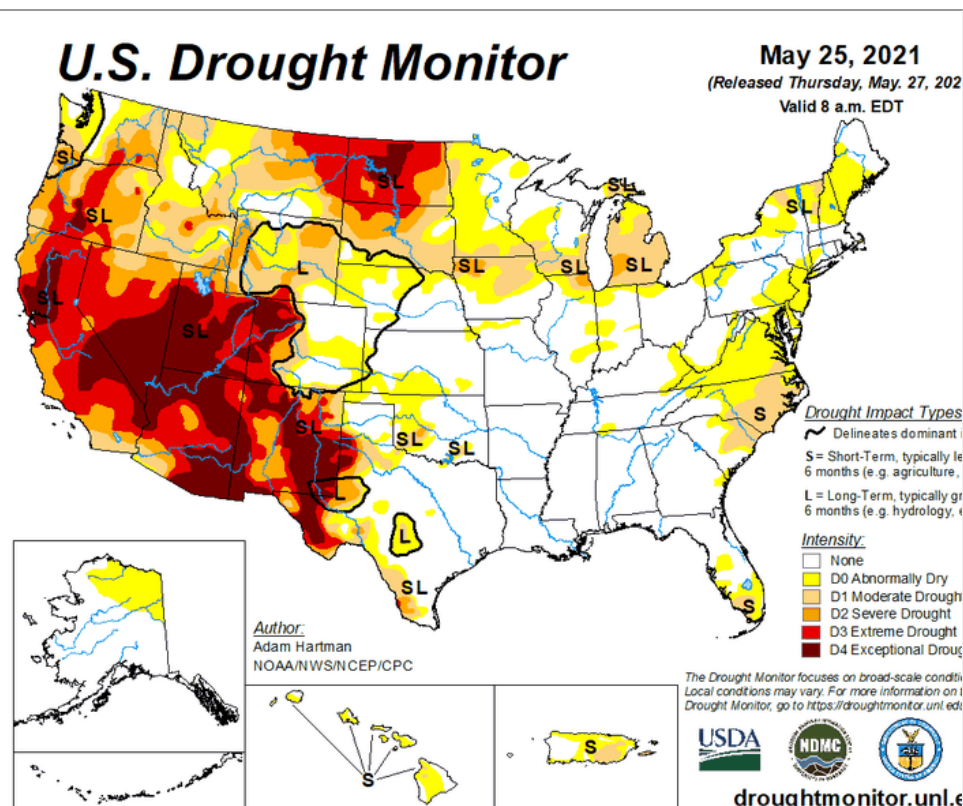 U.S. Drought Monitor
May 25, 2021
(Released Thursday, May. 27, 202
Valid 8 a.m. EDT
S
SL
SL
SL
SL
SL
SL
SL
SL
L
SL
SL
S
SL
SL
L
L
SL
S
Drought Impact Types
Delineates dominant i
S = Short-Term, typically le
6 months (e.g. agriculture,
L = Long-Term, typically gr
6 months (e.g. hydrology, e
Intensity:
None
D0 Abnormally Dry
D1 Moderate Drought
D2 Severe Drought
D3 Extreme Drought
D4 Exceptional Droug
Author:
Adam Hartman
NOAA/NWS/NCEP/CPC
S
S
The Drought Monitor focuses on broad-scale conditi
Local conditions may vary. For more information on t
Drought Monitor, go to https://droughtmonitor.unl.edu
USDA
NDMC
droughtmonitor.unl.e